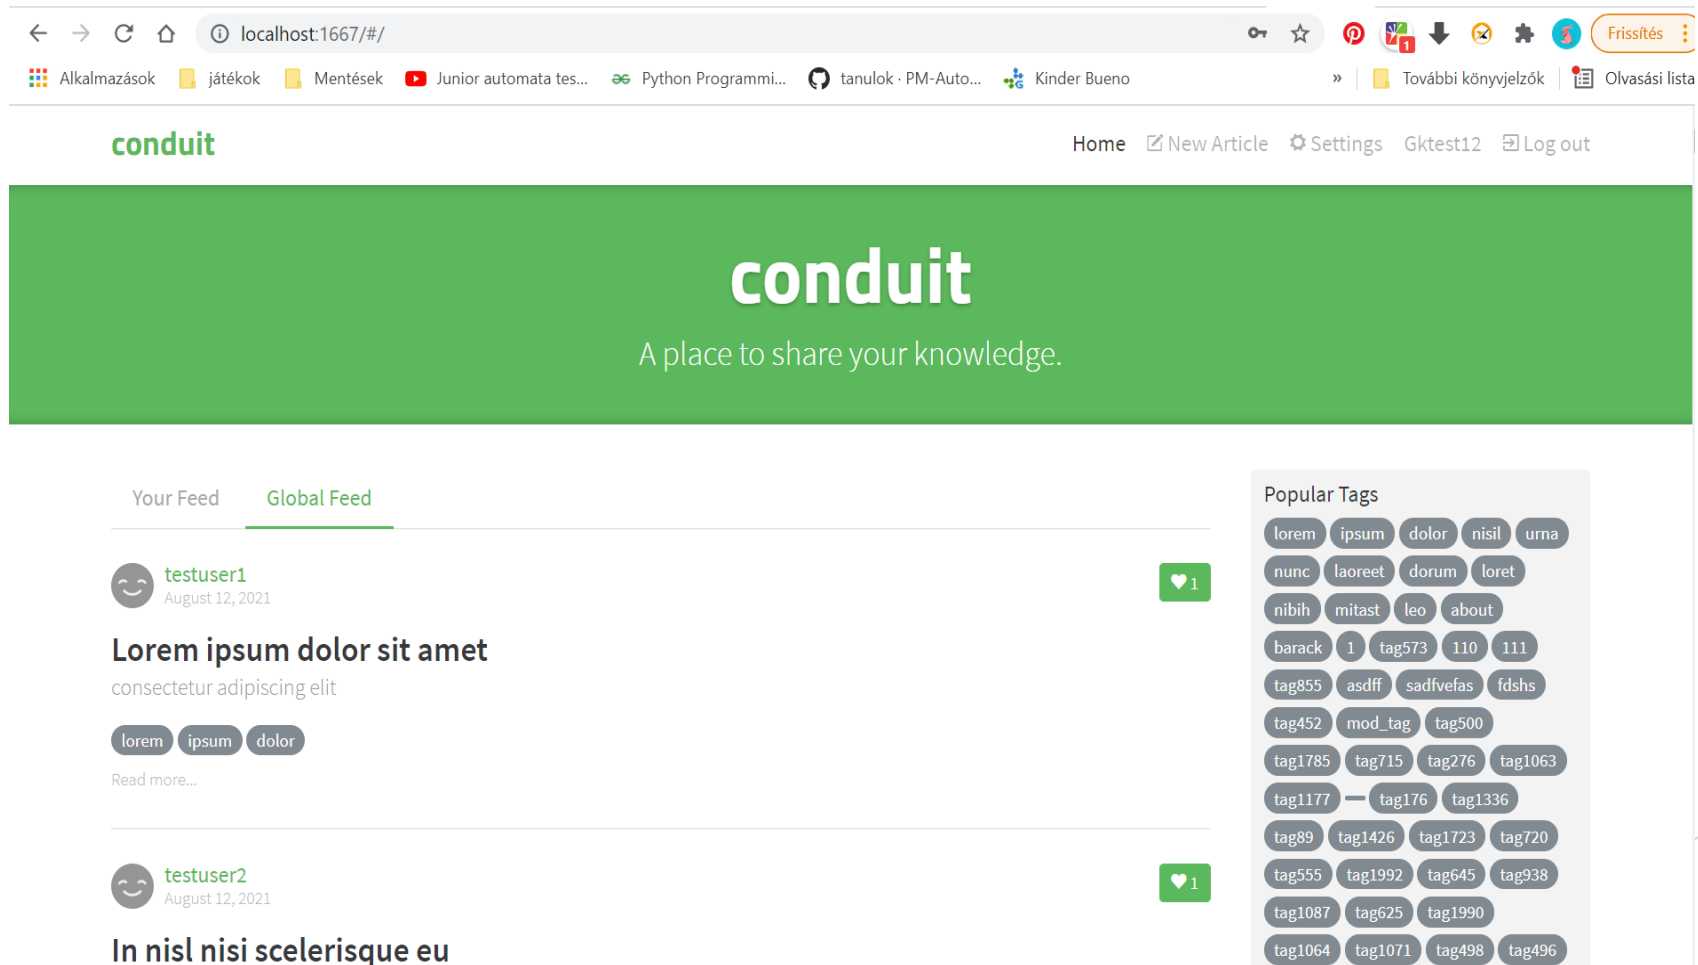 localhost:1667/#/
1
Frissítés
Alkalmazások játékok Mentések Junior automata tes... Python Programmi... tanulok · PM-Auto... Kinder Bueno » További könyvjelzők Olvasási lista
conduit Home New Article Settings Gktest12 Log out
conduit
A place to share your knowledge.
Your Feed Global Feed
testuser1
August 12, 2021
1
Lorem ipsum dolor sit amet
consectetur adipiscing elit
lorem ipsum dolor
Read more...
testuser2
August 12, 2021
1
In nisl nisi scelerisque eu
Popular Tags
lorem ipsum dolor nisil urna
nunc laoreet dorum loret
nibih mitast leo about
barack 1 tag573 110 111
tag855 asdff sadfvefas fdshs
tag452 mod_tag tag500
tag1785 tag715 tag276 tag1063
tag1177 tag176 tag1336
tag89 tag1426 tag1723 tag720
tag555 tag1992 tag645 tag938
tag1087 tag625 tag1990
tag1064 tag1071 tag498 tag496